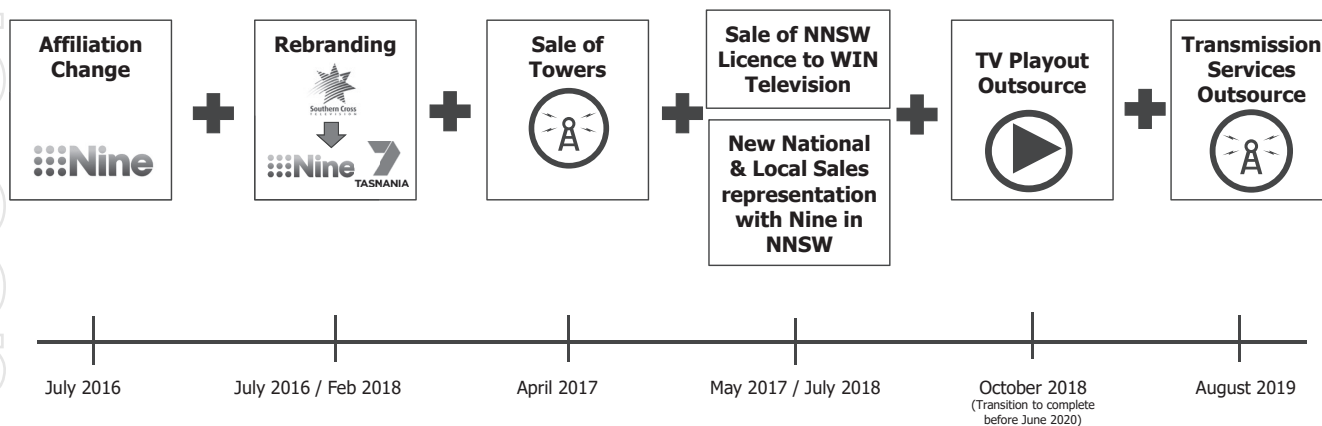 Affiliation
Change
Nine
Rebranding
Southern Cross
TELEVISION
Nine 7
TASMANIA
Sale of
Towers
Sale of NNSW
Licence to WIN
Television
New National
& Local Sales
representation
with Nine in
NNSW
TV Playout
Outsource
Transmission
Services
Outsource
July 2016
July 2016 / Feb 2018
April 2017
May 2017 / July 2018
October 2018
(Transition to complete
before June 2020)
August 2019